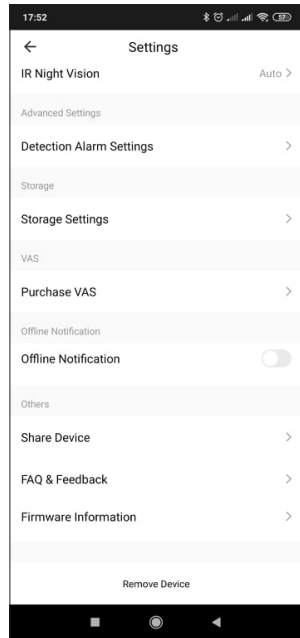 17:52
57
Settings
IR Night Vision Auto
Advanced Settings
Detection Alarm Settings
Storage
Storage Settings
VAS
Purchase VAS
Offline Notification
Offline Notification
Others
Share Device
FAQ & Feedback
Firmware Information
Remove Device